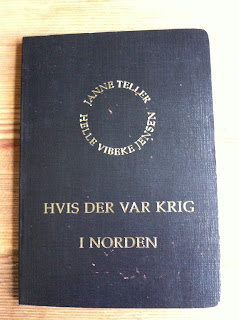 JANNE TELLER
HELLE VIBEKE JENSEN
HVIS DER VAR KRIG
I NORDEN